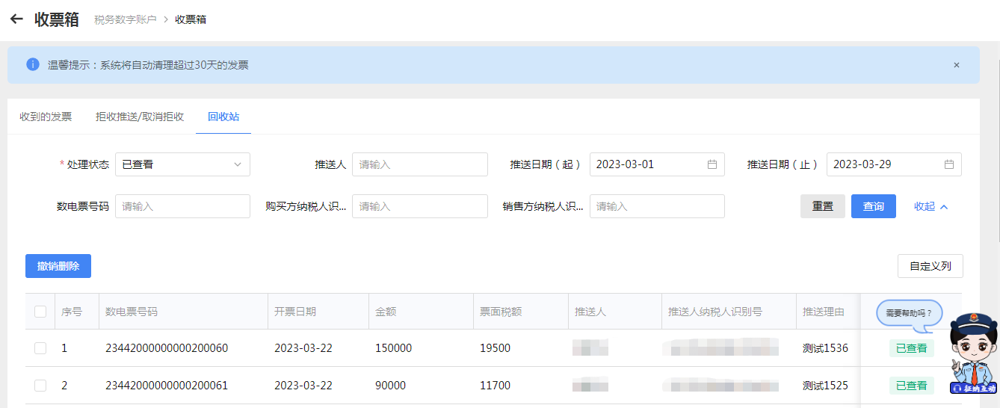 收票箱 税务数字账户 > 收票箱
温馨提示：系统将自动清理超过30天的发票 ×
收到的发票 拒收推送/取消拒收 回收站
* 处理状态 已查看 推送人 请输入 推送日期（起） 2023-03-01 推送日期（止） 2023-03-29
数电票号码 请输入 购买方纳税人识... 请输入 销售方纳税人识... 请输入 重置 查询 收起
撤销删除 自定义列
序号 数电票号码 开票日期 金额 票面税额 推送人 推送人纳税人识别号 推送理由 需要帮助吗？
1 23442000000000200060 2023-03-22 150000 19500 测试1536 已查看
2 23442000000000200061 2023-03-22 90000 11700 测试1525 已查看
征纳互动